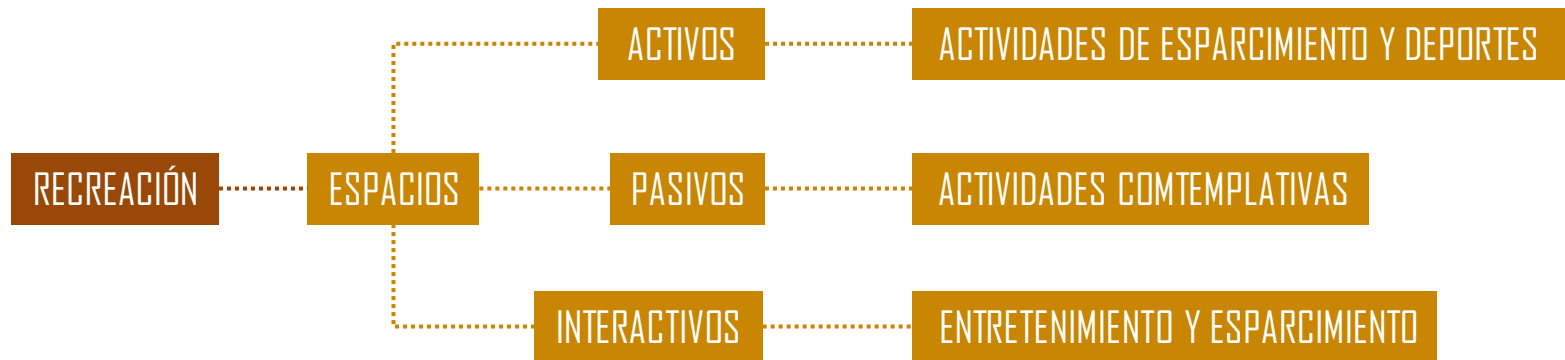 ACTIVOS
ACTIVIDADES DE ESPARCIMIENTO Y DEPORTES
RECREACIÓN
ESPACIOS
PASIVOS
ACTIVIDADES COMTEMPLATIVAS
INTERACTIVOS
ENTRETENIMIENTO Y ESPARCIMIENTO